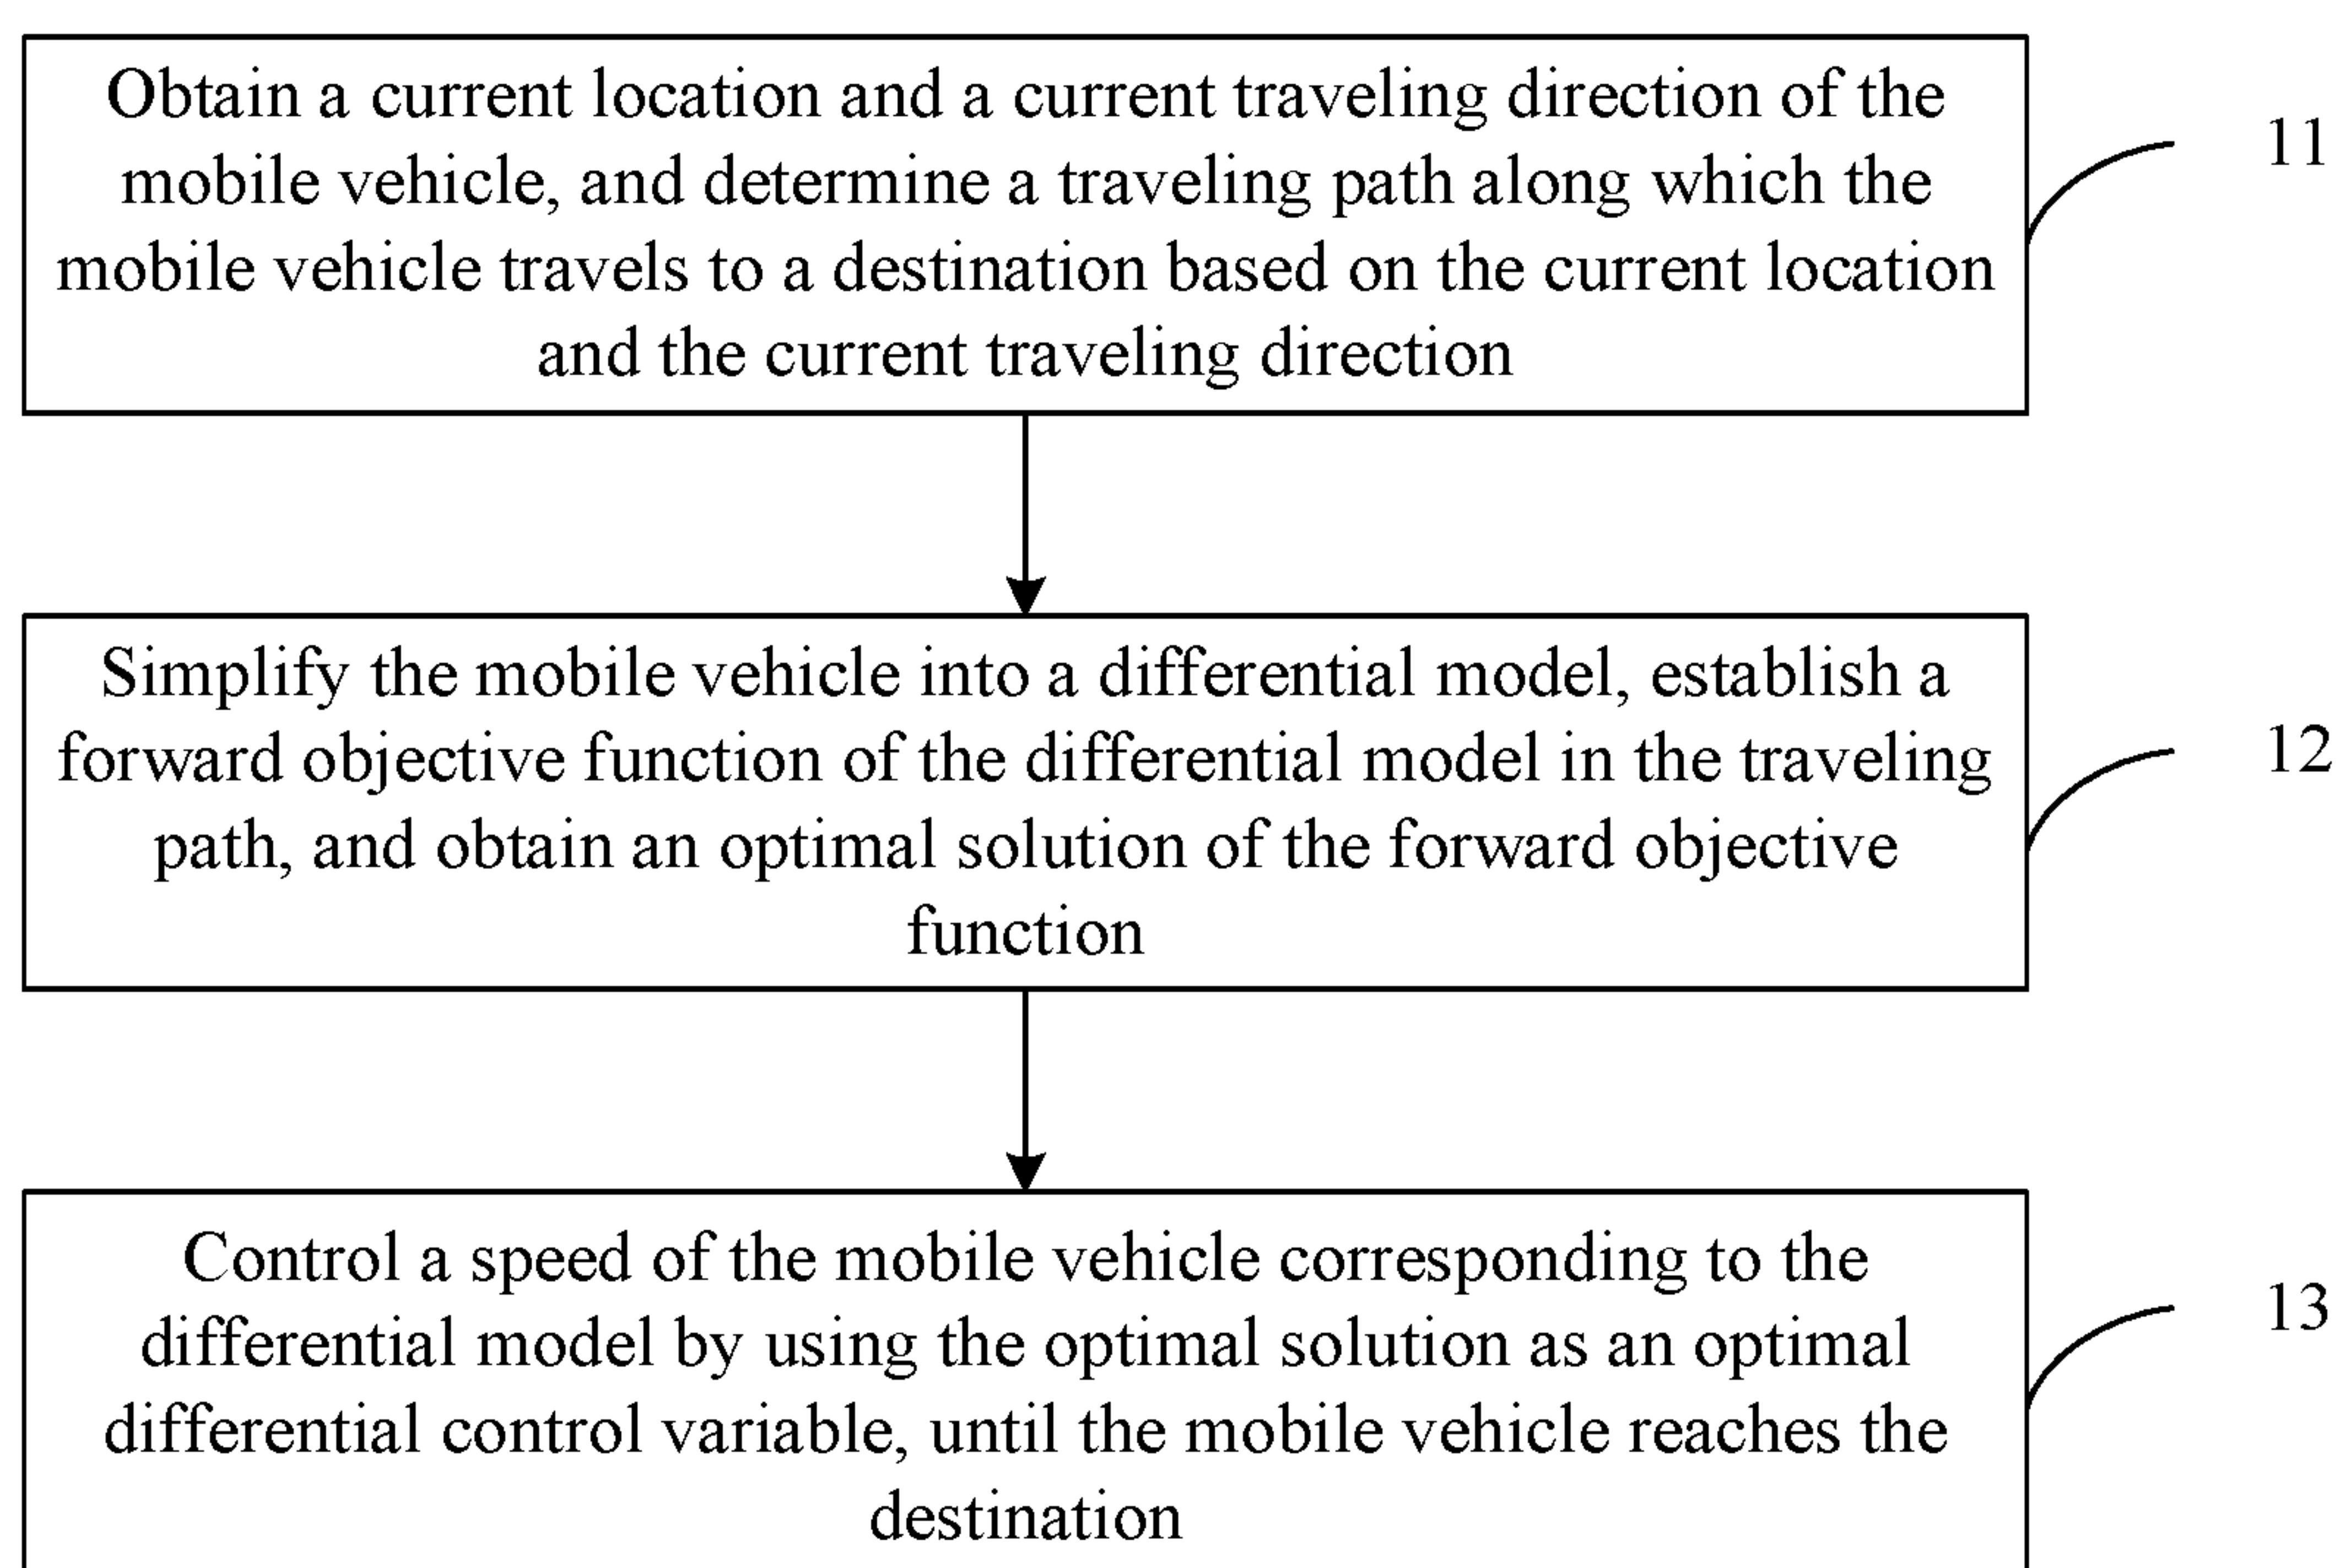 Obtain a current location and a current traveling direction of the
mobile vehicle, and determine a traveling path along which the
mobile vehicle travels to a destination based on the current location
and the current traveling direction
11
Simplify the mobile vehicle into a differential model, establish a
forward objective function of the differential model in the traveling
path, and obtain an optimal solution of the forward objective
function
12
Control a speed of the mobile vehicle corresponding to the
differential model by using the optimal solution as an optimal
differential control variable, until the mobile vehicle reaches the
destination
13